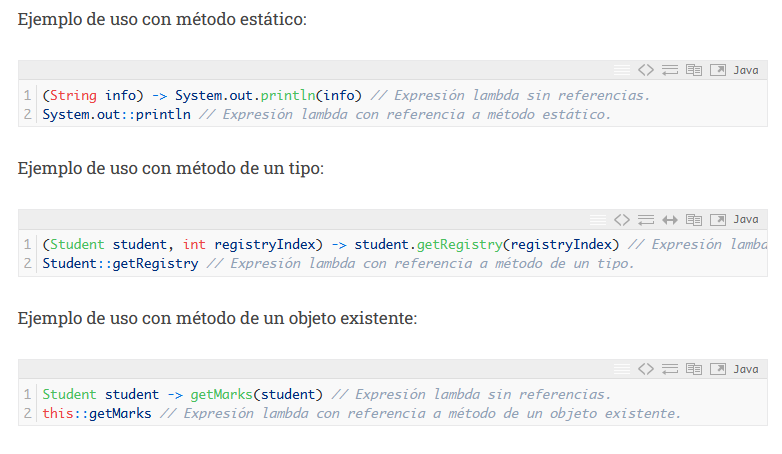 Ejemplo de uso con método estático:
Java
1 (String info) -> System.out.println(info) // Expresión lambda sin referencias.
2 System.out::println // Expresión lambda con referencia a método estático.
Ejemplo de uso con método de un tipo:
Java
1 (Student student, int registryIndex) -> student.getRegistry(registryIndex) // Expresión lambda
2 Student::getRegistry // Expresión lambda con referencia a método de un tipo.
Ejemplo de uso con método de un objeto existente:
Java
1 Student student -> getMarks(student) // Expresión lambda sin referencias.
2 this::getMarks // Expresión lambda con referencia a método de un objeto existente.